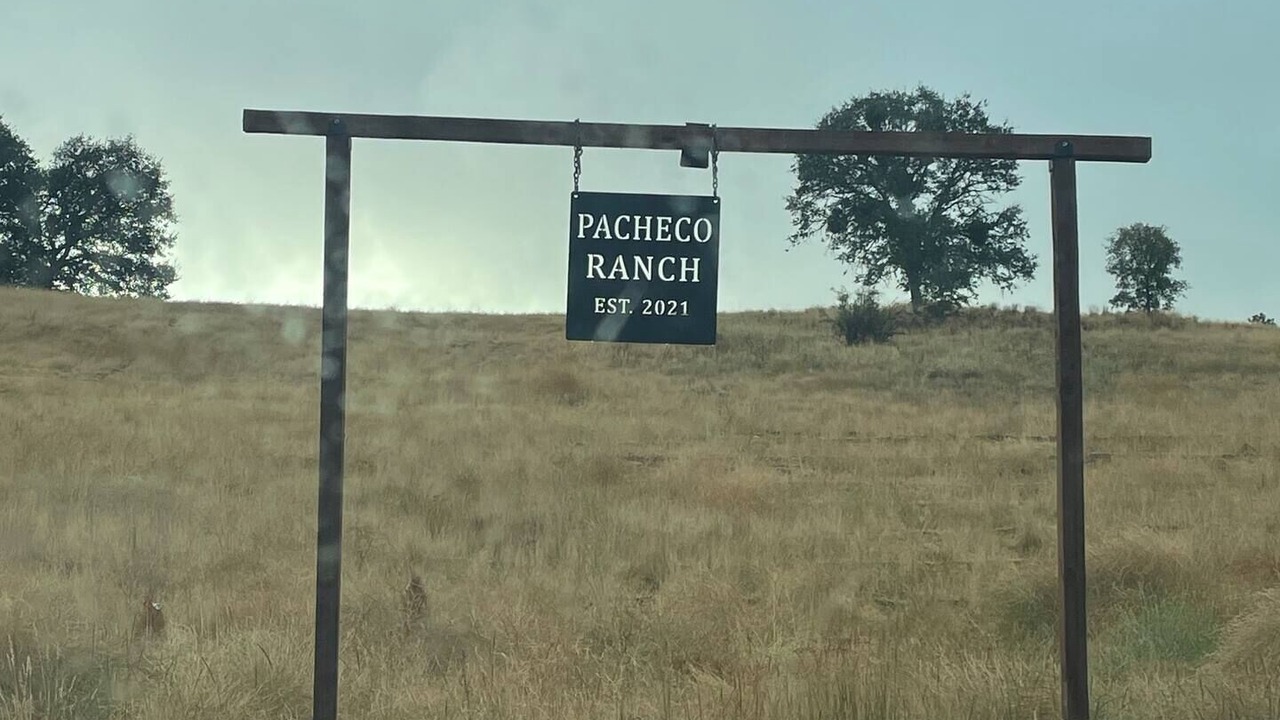 PACHECO
RANCH
EST. 2021